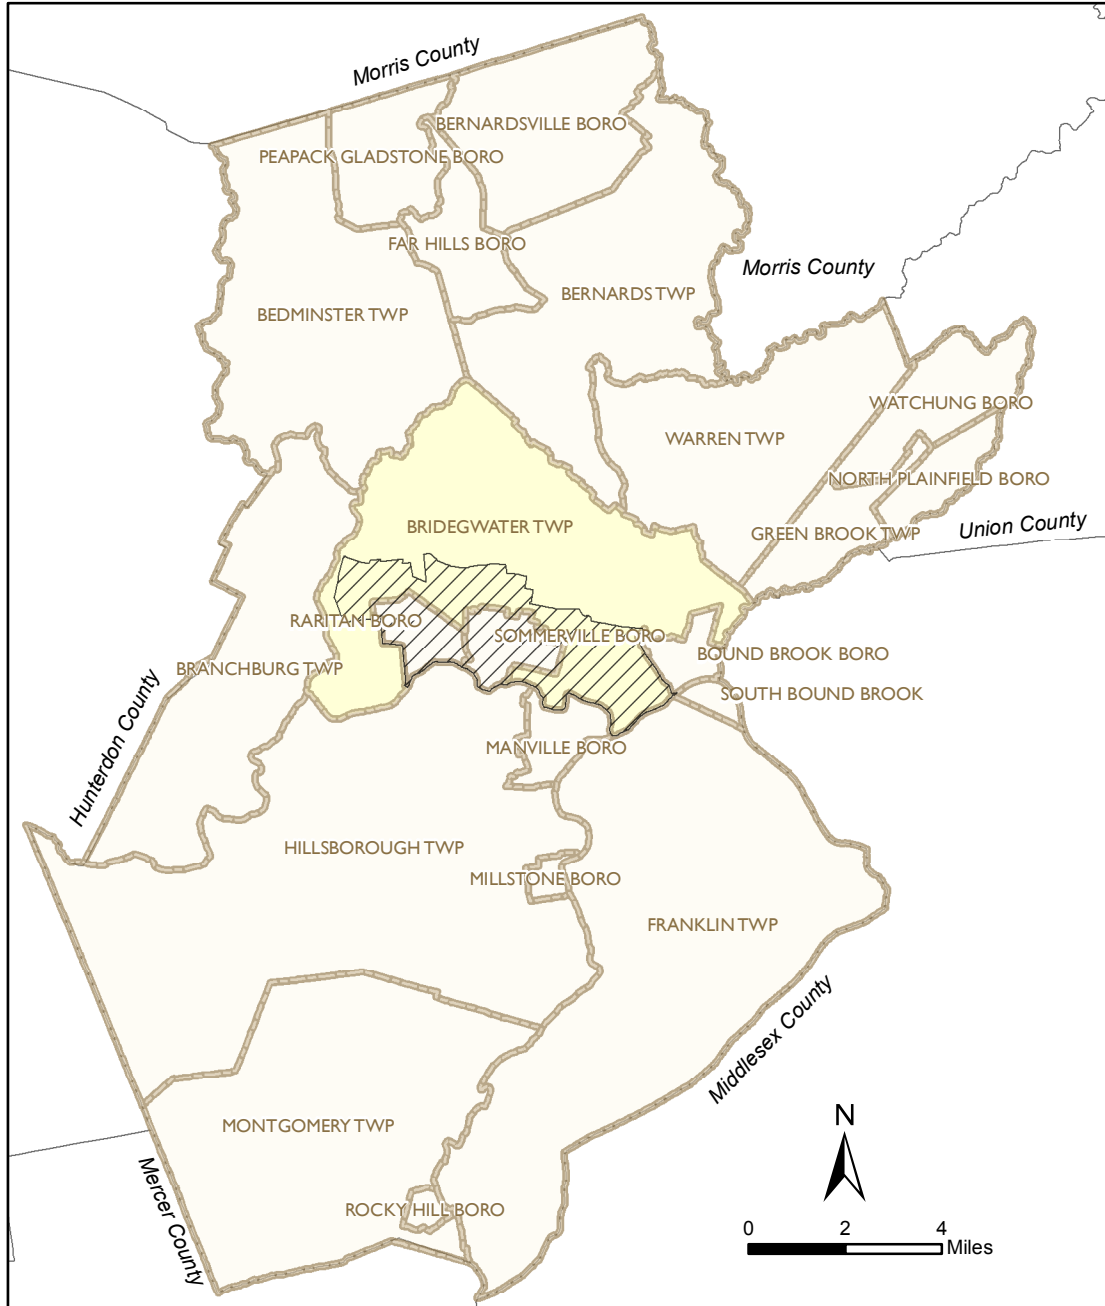 Morris County
BERNARDSVILLE BORO
PEAPACK GLADSTONE BORO
FAR HILLS BORO
Morris County
BERNARDS TWP
BEDMINSTER TWP
WATCHUNG BORO
WARREN TWP
NORTH PLAINFIELD BORO
BRIDEGWATER TWP
Union County
GREEN BROOK TWP
RARITAN BORO
SOMMERVILLE BORO
BOUND BROOK BORO
BRANCHBURG TWP
SOUTH BOUND BROOK
Hunterdon County
MANVILLE BORO
HILLSBOROUGH TWP
MILLSTONE BORO
FRANKLIN TWP
Middlesex County
MONTGOMERY TWP
N
Mercer County
ROCKY HILL BORO
0 2 4
Miles